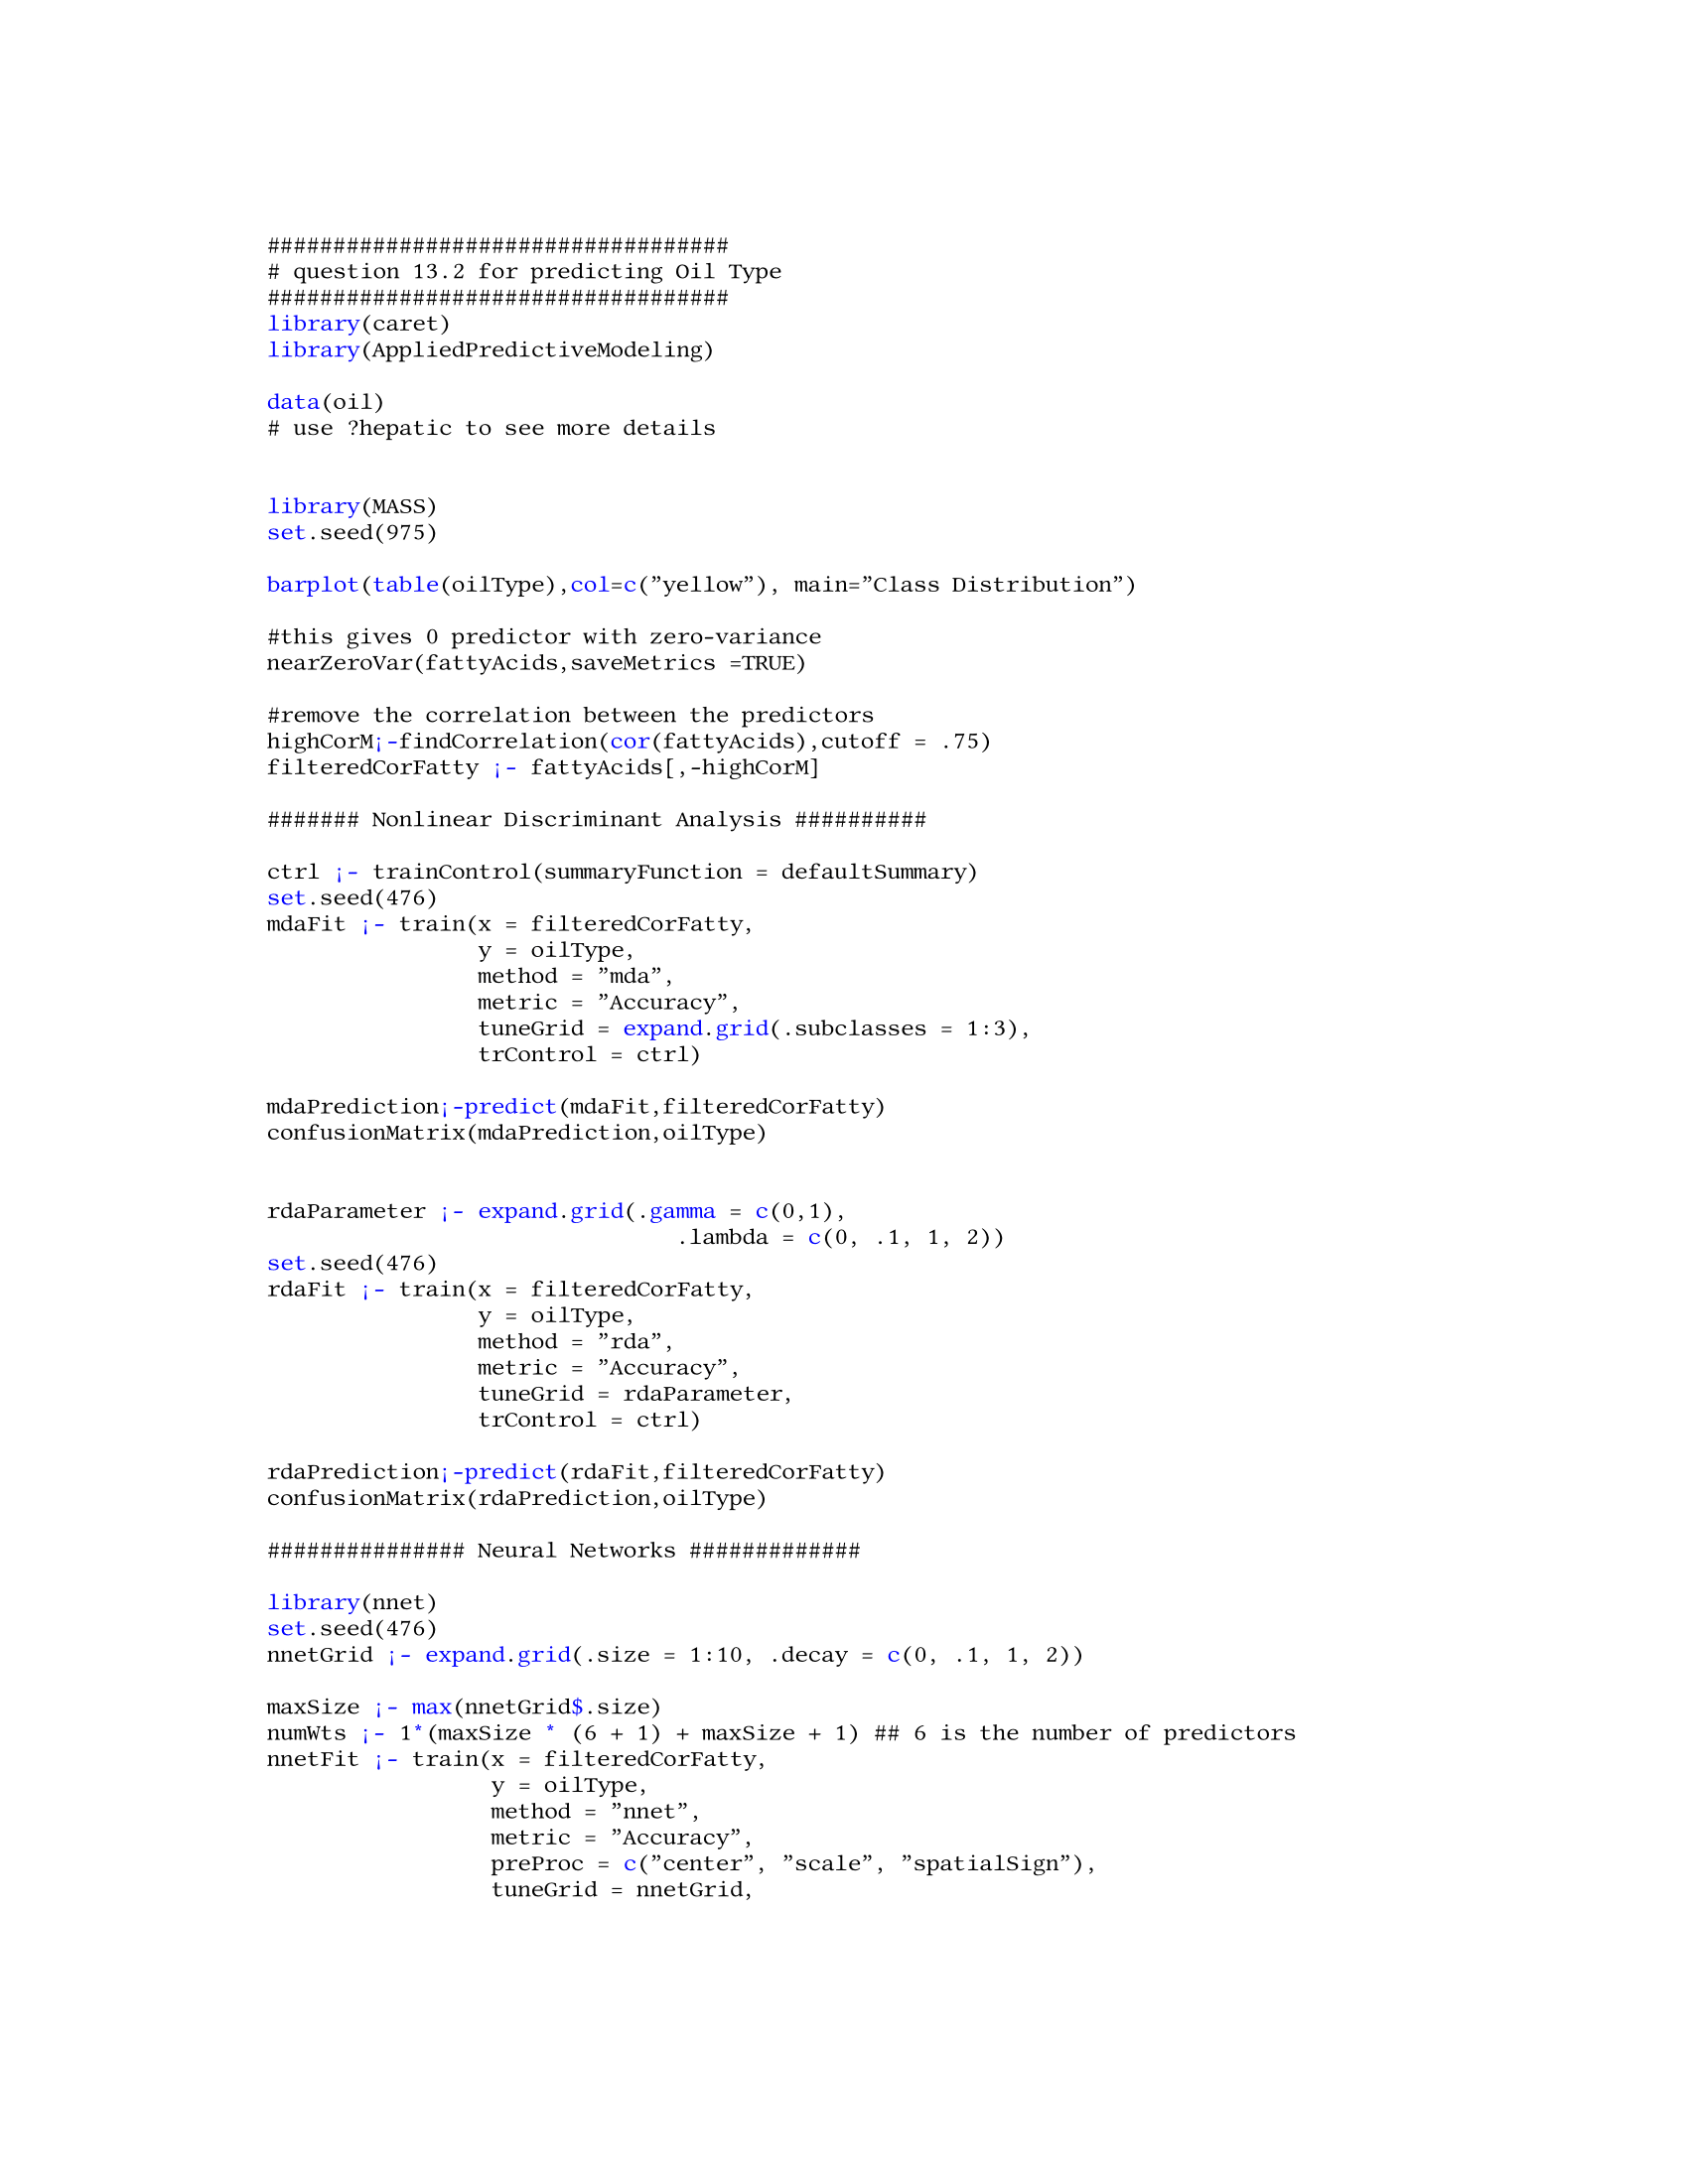 ###################################
# question 13.2 for predicting Oil Type
###################################
library(caret)
library(AppliedPredictiveModeling)

data(oil)
# use ?hepatic to see more details


library(MASS)
set.seed(975)

barplot(table(oilType),col=c(”yellow”), main=”Class Distribution”)

#this gives 0 predictor with zero-variance
nearZeroVar(fattyAcids,saveMetrics =TRUE)

#remove the correlation between the predictors
highCorM¡-findCorrelation(cor(fattyAcids),cutoff = .75)
filteredCorFatty ¡- fattyAcids[,-highCorM]

####### Nonlinear Discriminant Analysis ##########

ctrl ¡- trainControl(summaryFunction = defaultSummary)
set.seed(476)
mdaFit ¡- train(x = filteredCorFatty,
                y = oilType,
                method = ”mda”,
                metric = ”Accuracy”,
                tuneGrid = expand.grid(.subclasses = 1:3),
                trControl = ctrl)

mdaPrediction¡-predict(mdaFit,filteredCorFatty)
confusionMatrix(mdaPrediction,oilType)


rdaParameter ¡- expand.grid(.gamma = c(0,1),
                               .lambda = c(0, .1, 1, 2))
set.seed(476)
rdaFit ¡- train(x = filteredCorFatty,
                y = oilType,
                method = ”rda”,
                metric = ”Accuracy”,
                tuneGrid = rdaParameter,
                trControl = ctrl)

rdaPrediction¡-predict(rdaFit,filteredCorFatty)
confusionMatrix(rdaPrediction,oilType)

############### Neural Networks #############

library(nnet)
set.seed(476)
nnetGrid ¡- expand.grid(.size = 1:10, .decay = c(0, .1, 1, 2))

maxSize ¡- max(nnetGrid$.size)
numWts ¡- 1*(maxSize * (6 + 1) + maxSize + 1) ## 6 is the number of predictors
nnetFit ¡- train(x = filteredCorFatty,
                 y = oilType,
                 method = ”nnet”,
                 metric = ”Accuracy”,
                 preProc = c(”center”, ”scale”, ”spatialSign”),
                 tuneGrid = nnetGrid,